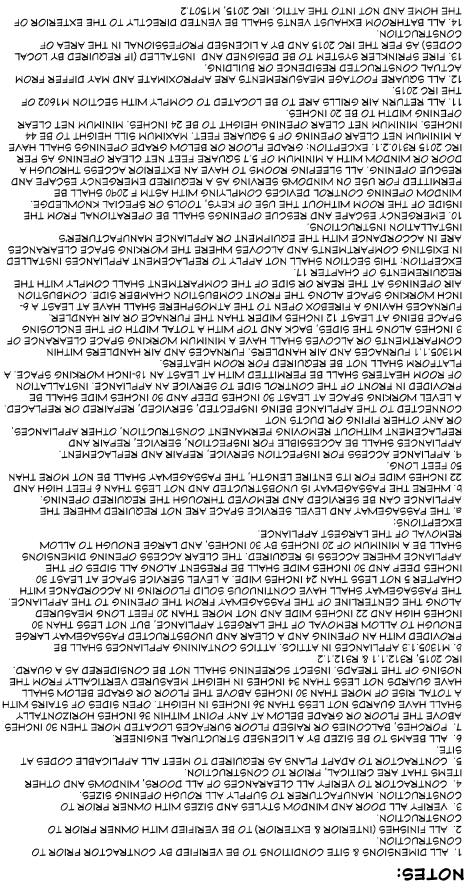 NOTES:
1. ALL DIMENSIONS & SITE CONDITIONS TO BE VERIFIED BY CONTRACTOR PRIOR TO
CONSTRUCTION.
2. ALL FINISHES (INTERIOR & EXTERIOR) TO BE VERIFIED WITH OWNER PRIOR TO
CONSTRUCTION.
3. VERIFY ALL DOOR AND WINDOW STYLES AND SIZES WITH OWNER PRIOR TO
CONSTRUCTION. MANUFACTURER TO SUPPLY ALL ROUGH OPENING SIZES.
4. CONTRACTOR TO VERIFY ALL CLEARANCES OF ALL DOORS, WINDOWS AND OTHER
ITEMS THAT ARE CRITICAL, PRIOR TO CONSTRUCTION.
5. CONTRACTOR TO ADAPT PLANS AS REQUIRED TO MEET ALL APPLICABLE CODES AT
SITE.
6. ALL BEAMS TO BE SIZED BY A LICENSED STRUCTURAL ENGINEER.
7. PORCHES, BALCONIES OR RAISED FLOOR SURFACES LOCATED MORE THEN 30 INCHES
ABOVE THE FLOOR OR GRADE BELOW AT ANY POINT WITHIN 36 INCHES HORIZONTALLY
SHALL HAVE GUARDS NOT LESS THAN 36 INCHES IN HEIGHT. OPEN SIDES OF STAIRS WITH
A TOTAL RISE OF MORE THAN 30 INCHES ABOVE THE FLOOR OR GRADE BELOW SHALL
HAVE GUARDS NOT LESS THAN 34 INCHES IN HEIGHT MEASURED VERTICALLY FROM THE
NOSING OF THE TREADS. INSECT SCREENING SHALL NOT BE CONSIDERED AS A GUARD.
IRC 2015, R312.1.1 & R312.1.2
8. M1305.1.3 APPLIANCES IN ATTICS. ATTICS CONTAINING APPLIANCES SHALL BE
PROVIDED WITH AN OPENING AND A CLEAR AND UNOBSTRUCTED PASSAGEWAY LARGE
ENOUGH TO ALLOW REMOVAL OF THE LARGEST APPLIANCE, BUT NOT LESS THAN 30
INCHES HIGH AND 22 INCHES WIDE AND NOT MORE THAN 20 FEET LONG MEASURED
ALONG THE CENTERLINE OF THE PASSAGEWAY FROM THE OPENING TO THE APPLIANCE.
THE PASSAGEWAY SHALL HAVE CONTINUOUS SOLID FLOORING IN ACCORDANCE WITH
CHAPTER 5 NOT LESS THAN 24 INCHES WIDE. A LEVEL SERVICE SPACE AT LEAST 30
INCHES DEEP AND 30 INCHES WIDE SHALL BE PRESENT ALONG ALL SIDES OF THE
APPLIANCE WHERE ACCESS IS REQUIRED. THE CLEAR ACCESS OPENING DIMENSIONS
SHALL BE A MINIMUM OF 20 INCHES BY 30 INCHES, AND LARGE ENOUGH TO ALLOW
REMOVAL OF THE LARGEST APPLIANCE.
EXCEPTIONS:
a. THE PASSAGEWAY AND LEVEL SERVICE SPACE ARE NOT REQUIRED WHERE THE
APPLIANCE CAN BE SERVICED AND REMOVED THROUGH THE REQUIRED OPENING.
b. WHERE THE PASSAGEWAY IS UNOBSTRUCTED AND NOT LESS THAN 6 FEET HIGH AND
22 INCHES WIDE FOR ITS ENTIRE LENGTH, THE PASSAGEWAY SHALL BE NOT MORE THAN
50 FEET LONG.
9. APPLIANCE ACCESS FOR INSPECTION SERVICE, REPAIR AND REPLACEMENT.
APPLIANCES SHALL BE ACCESSIBLE FOR INSPECTION, SERVICE, REPAIR AND
REPLACEMENT WITHOUT REMOVING PERMANENT CONSTRUCTION, OTHER APPLIANCES,
OR ANY OTHER PIPING OR DUCTS NOT
CONNECTED TO THE APPLIANCE BEING INSPECTED, SERVICED, REPAIRED OR REPLACED.
A LEVEL WORKING SPACE AT LEAST 30 INCHES DEEP AND 30 INCHES WIDE SHALL BE
PROVIDED IN FRONT OF THE CONTROL SIDE TO SERVICE AN APPLIANCE. INSTALLATION
OF ROOM HEATERS SHALL BE PERMITTED WITH AT LEAST AN 18-INCH WORKING SPACE. A
PLATFORM SHALL NOT BE REQUIRED FOR ROOM HEATERS.
M1305.1.1 FURNACES AND AIR HANDLERS. FURNACES AND AIR HANDLERS WITHIN
COMPARTMENTS OR ALCOVES SHALL HAVE A MINIMUM WORKING SPACE CLEARANCE OF
3 INCHES ALONG THE SIDES, BACK AND TOP WITH A TOTAL WIDTH OF THE ENCLOSING
SPACE BEING AT LEAST 12 INCHES WIDER THAN THE FURNACE OR AIR HANDLER.
FURNACES HAVING A FIREBOX OPEN TO THE ATMOSPHERE SHALL HAVE AT LEAST A 6-
INCH WORKING SPACE ALONG THE FRONT COMBUSTION CHAMBER SIDE. COMBUSTION
AIR OPENINGS AT THE REAR OR SIDE OF THE COMPARTMENT SHALL COMPLY WITH THE
REQUIREMENTS OF CHAPTER 17.
EXCEPTION: THIS SECTION SHALL NOT APPLY TO REPLACEMENT APPLIANCES INSTALLED
IN EXISTING COMPARTMENTS AND ALCOVES WHERE THE WORKING SPACE CLEARANCES
ARE IN ACCORDANCE WITH THE EQUIPMENT OR APPLIANCE MANUFACTURER'S
INSTALLATION INSTRUCTIONS.
10. EMERGENCY ESCAPE AND RESCUE OPENINGS SHALL BE OPERATIONAL FROM THE
INSIDE OF THE ROOM WITHOUT THE USE OF KEYS, TOOLS OR SPECIAL KNOWLEDGE.
WINDOW OPENING CONTROL DEVICES COMPLYING WITH ASTM F 2090 SHALL BE
PERMITTED FOR USE ON WINDOWS SERVING AS A REQUIRED EMERGENCY ESCAPE AND
RESCUE OPENING. ALL SLEEPING ROOMS TO HAVE AN EXTERIOR ACCESS THROUGH A
DOOR OR WINDOW WITH A MINIMUM OF 5.7 SQUARE FEET NET CLEAR OPENING AS PER
IRC 2015 R310.2.1. EXCEPTION: GRADE FLOOR OR BELOW GRADE OPENINGS SHALL HAVE
A MINIMUM NET CLEAR OPENING OF 5 SQUARE FEET. MAXIMUM SILL HEIGHT TO BE 44
INCHES. MINIMUM NET CLEAR OPENING HEIGHT TO BE 24 INCHES. MINIMUM NET CLEAR
OPENING WIDTH TO BE 20 INCHES.
11. ALL RETURN AIR GRILLS ARE TO BE LOCATED TO COMPLY WITH SECTION M1602 OF
THE IRC 2015.
12. ALL SQUARE FOOTAGE MEASUREMENTS ARE APPROXIMATE AND MAY DIFFER FROM
ACTUAL CONSTRUCTED RESIDENCE OR BUILDING.
13. FIRE SPRINKLER SYSTEM TO BE DESIGNED AND INSTALLED (IF REQUIRED BY LOCAL
CODES) AS PER THE IRC 2015 AND BY A LICENSED PROFESSIONAL IN THE AREA OF
CONSTRUCTION.
14. ALL BATHROOM EXHAUST VENTS SHALL BE VENTED DIRECTLY TO THE EXTERIOR OF
THE HOME AND NOT INTO THE ATTIC. IRC 2015, M1507.2